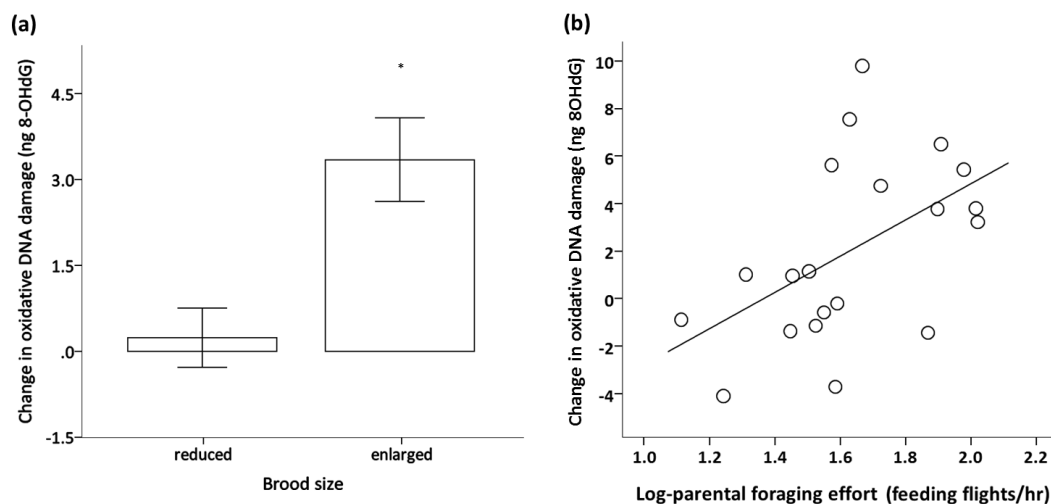 (a)
Change in oxidative DNA damage (ng 8-OHdG)
4.5
3.0
1.5
.0
-1.5
*
reduced
enlarged
Brood size
(b)
Change in oxidative DNA damage (ng 8OHdG)
10
8
6
4
2
0
-2
-4
1.0 1.2 1.4 1.6 1.8 2.0 2.2
Log-parental foraging effort (feeding flights/hr)